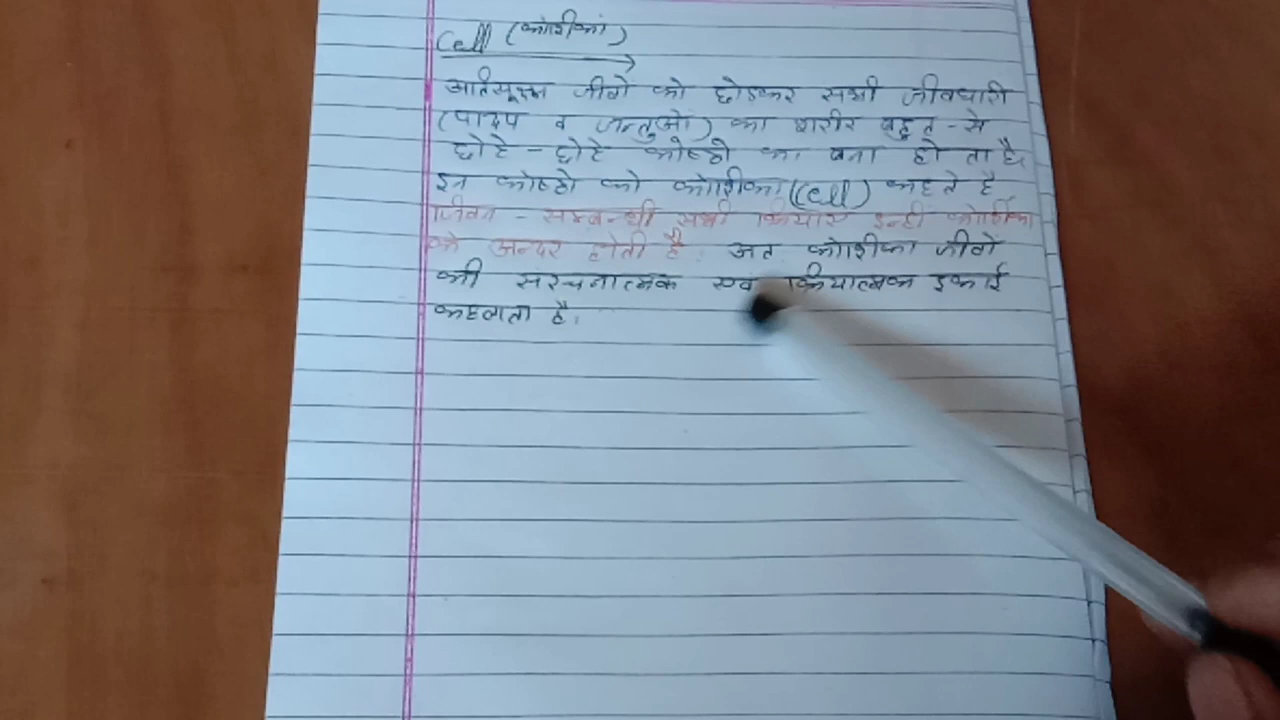 Cell (कोशीकां)
अतिसूक्ष्म जीवो को छोडकर सभी जीवधारी
(पादप व जन्तुओ) का शरीर बहुत-से
छोटे-छोटे कोष्ठो का बना होता है।
इन कोष्ठो को कोशीका (Cell) कहते है
जिवन-सम्बन्धी सभी क्रियाए इन्ही कोशिका
के अन्दर होती है। अत कोशीका जीवो
की सरचनात्मक एव क्रियात्मक इकाई
कहलाता है।